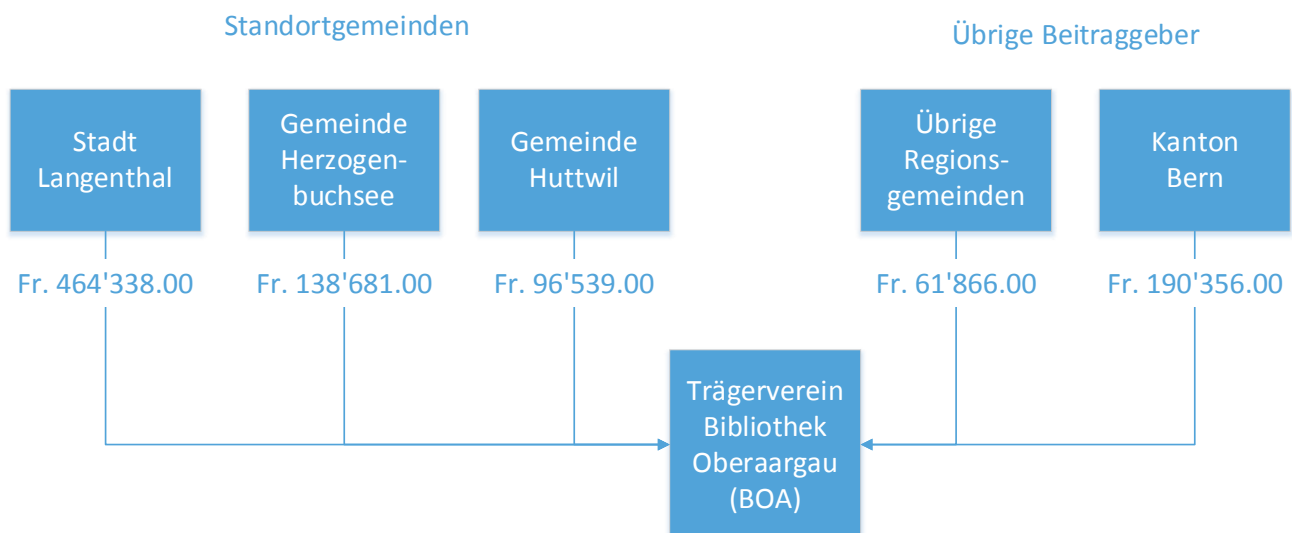 Standortgemeinden
Übrige Beitraggeber
Stadt
Langenthal
Gemeinde
Herzogen-
buchsee
Gemeinde
Huttwil
Übrige
Regions-
gemeinden
Kanton
Bern
Fr. 464'338.00
Fr. 138'681.00
Fr. 96'539.00
Fr. 61'866.00
Fr. 190'356.00
Trägerverein
Bibliothek
Oberaargau
(BOA)